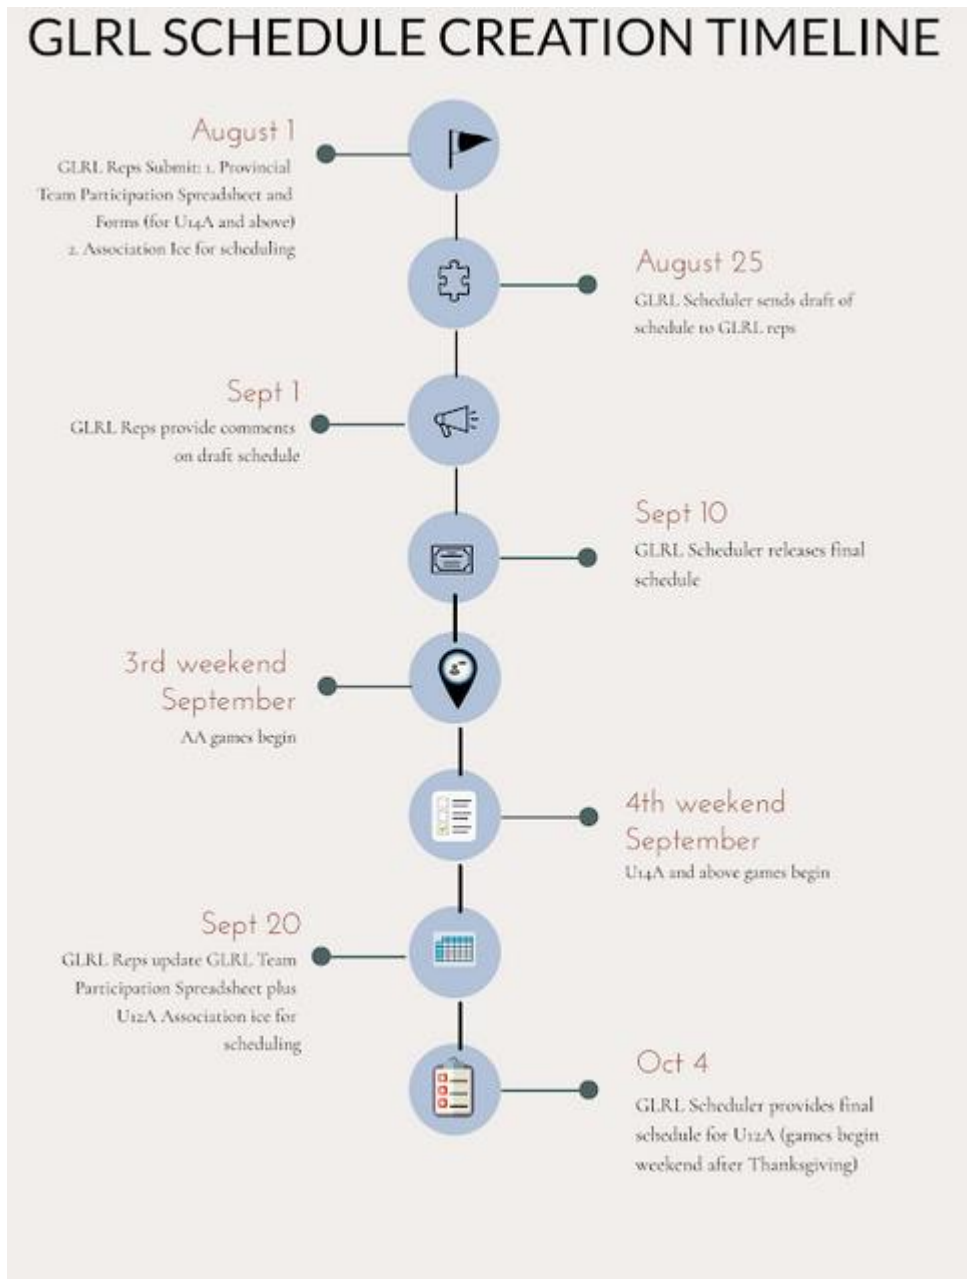 GLRL SCHEDULE CREATION TIMELINE
August 1
GLRL Reps Submit: 1. Provincial
Team Participation Spreadsheet and
Forms (for U14A and above)
2. Association Ice for scheduling
August 25
GLRL Scheduler sends draft of
schedule to GLRL reps
Sept 1
GLRL Reps provide comments
on draft schedule
Sept 10
GLRL Scheduler releases final
schedule
3rd weekend
September
AA games begin
4th weekend
September
U14A and above games begin
Sept 20
GLRL Reps update GLRL Team
Participation Spreadsheet plus
U12A Association ice for
scheduling
Oct 4
GLRL Scheduler provides final
schedule for U12A (games begin
weekend after Thanksgiving)